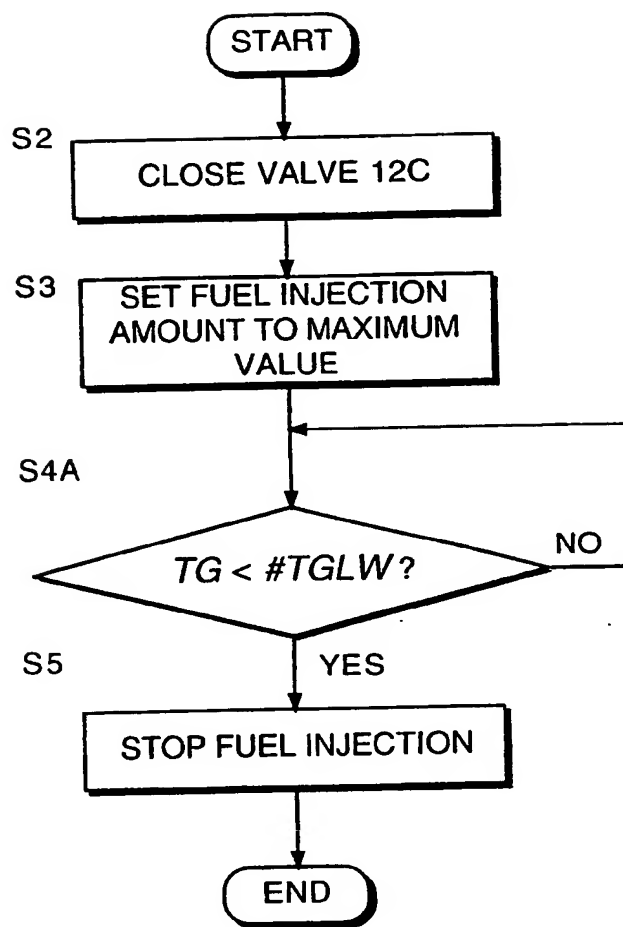 START
S2
CLOSE VALVE 12C
S3
SET FUEL INJECTION
AMOUNT TO MAXIMUM
VALUE
S4A
TG < #TGLW?
NO
S5
YES
STOP FUEL INJECTION
END